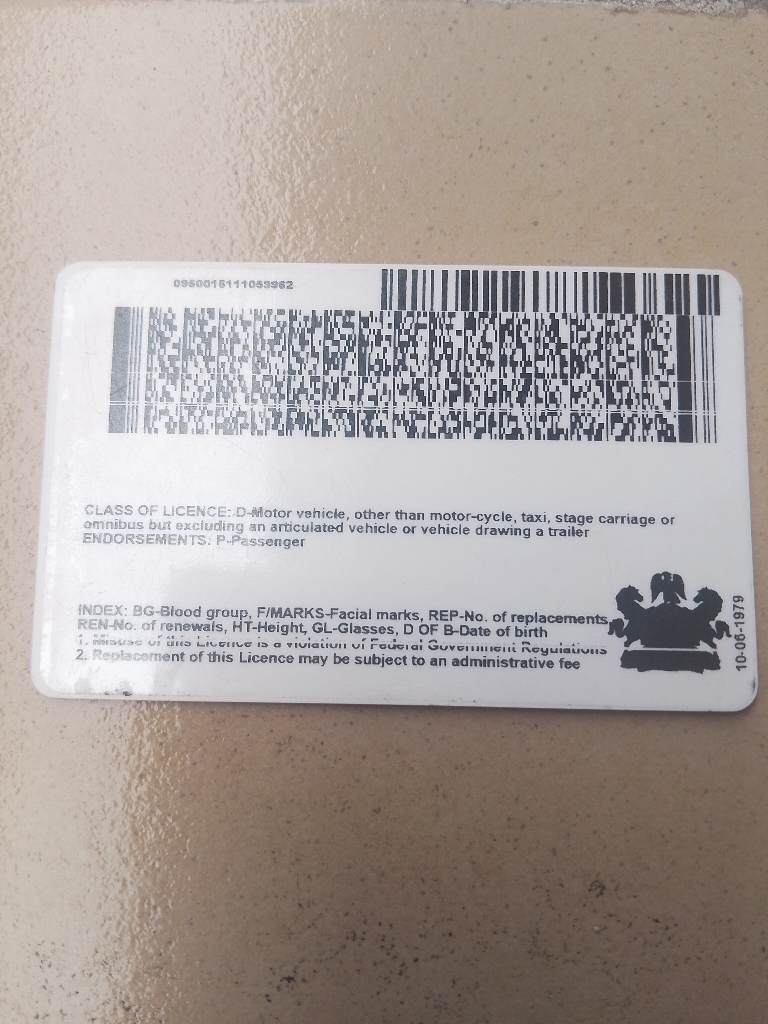 0950015111053962
CLASS OF LICENCE: D-Motor vehicle, other than motor-cycle, taxi, stage carriage or
omnibus but excluding an articulated vehicle or vehicle drawing a trailer
ENDORSEMENTS: P-Passenger
INDEX: BG-Blood group, F/MARKS-Facial marks, REP-No. of replacements
REN-No. of renewals, HT-Height, GL-Glasses, D OF B-Date of birth
1. Misuse of this Licence is a violation of Federal Government Regulations
2. Replacement of this Licence may be subject to an administrative fee
10-06-1979